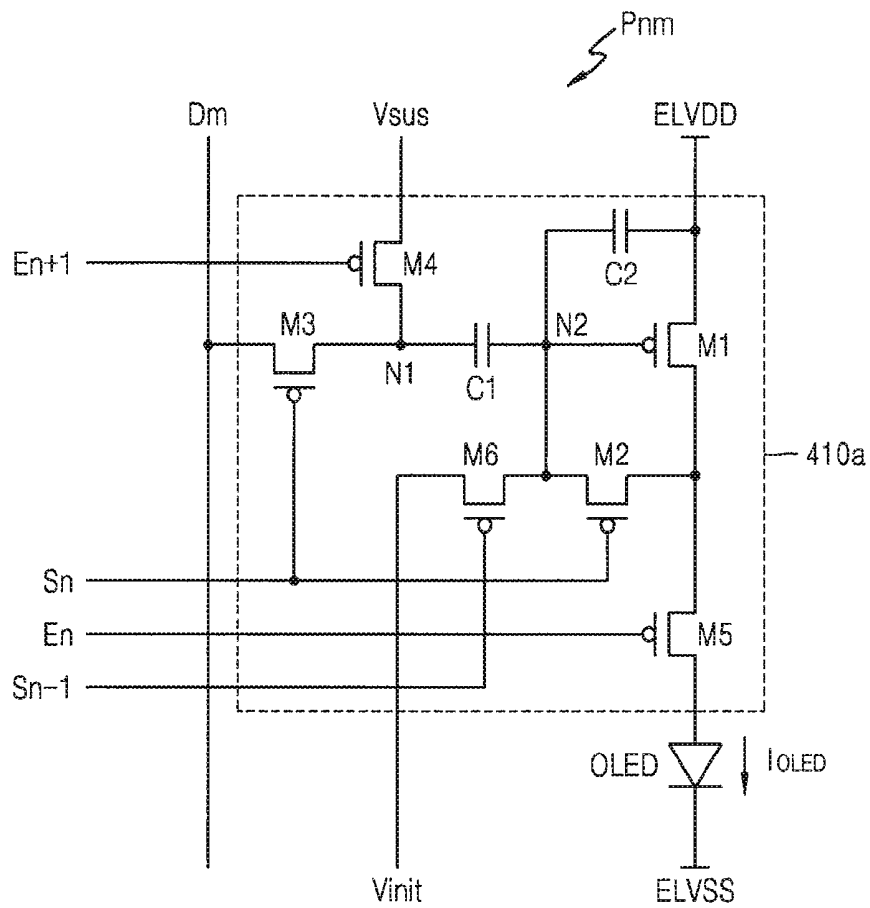 Pnm
Dm
Vsus
ELVDD
En+1
M4
C2
M3
N2
N1
C1
M1
M6
M2
410a
Sn
En
M5
Sn-1
OLED
IOLED
Vinit
ELVSS